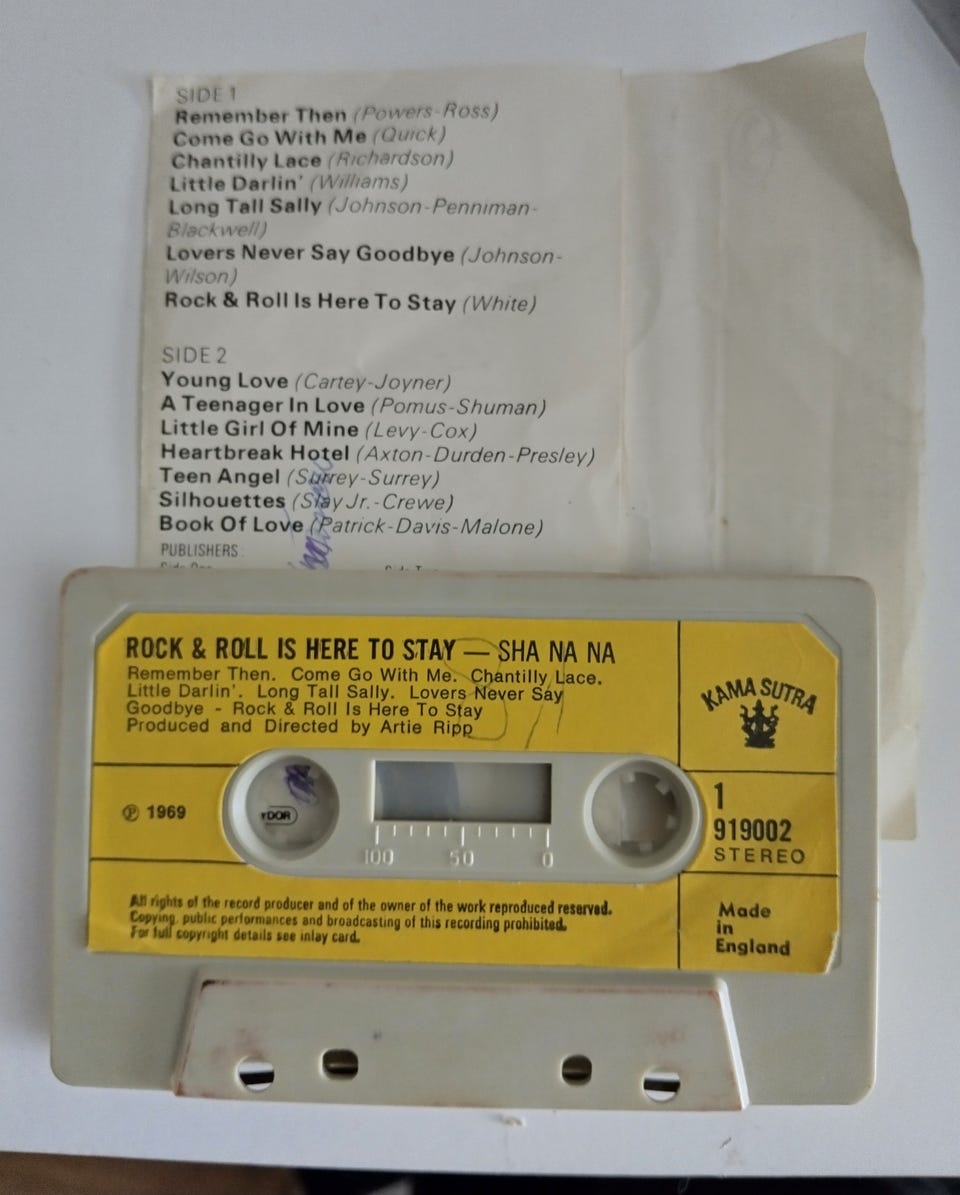 SIDE 1
Remember Then (Powers-Ross)
Come Go With Me (Quick)
Chantilly Lace (Richardson)
Little Darlin' (Williams)
Long Tall Sally (Johnson-Penniman-
Blackwell)
Lovers Never Say Goodbye (Johnson-
Wilson)
Rock & Roll Is Here To Stay (White)
SIDE 2
Young Love (Cartey-Joyner)
A Teenager In Love (Pomus-Shuman)
Little Girl Of Mine (Levy-Cox)
Heartbreak Hotel (Axton-Durden-Presley)
Teen Angel (Surrey-Surrey)
Silhouettes (Slay Jr.-Crewe)
Book Of Love (Patrick-Davis-Malone)
PUBLISHERS:
ROCK & ROLL IS HERE TO STAY — SHA NA NA
Remember Then. Come Go With Me. Chantilly Lace.
Little Darlin'. Long Tall Sally. Lovers Never Say
Goodbye - Rock & Roll Is Here To Stay
Produced and Directed by Artie Ripp
KAMA SUTRA
℗ 1969
YDOR
100 50 0
1
919002
STEREO
All rights of the record producer and of the owner of the work reproduced reserved.
Copying, public performances and broadcasting of this recording prohibited.
For full copyright details see inlay card.
Made
in
England